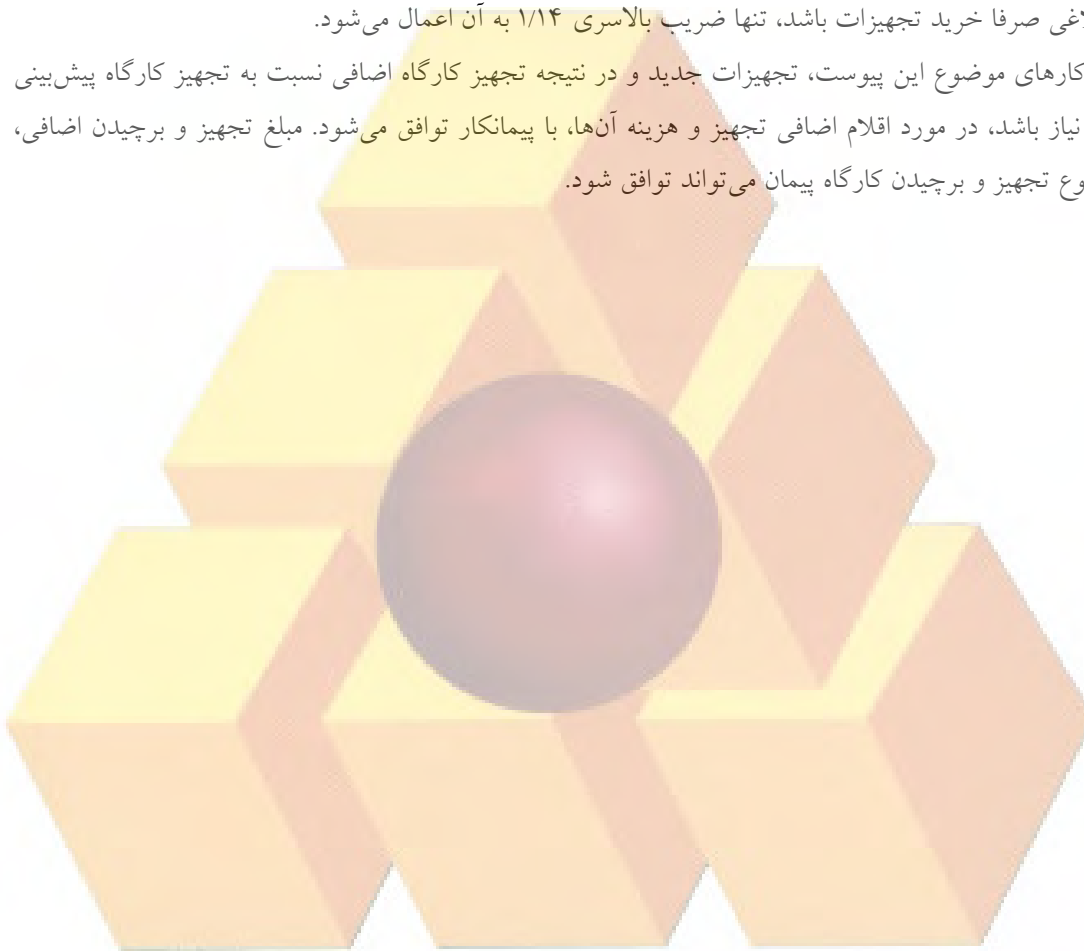 صرفا خرید تجهیزات باشد، تنها ضریب بالاسری ۱/۱۴ به آن اعمال می‌شود.
کارهای موضوع این پیوست، تجهیزات جدید و در نتیجه تجهیز کارگاه اضافی نسبت به تجهیز کارگاه پیش‌بینی
نیاز باشد، در مورد اقلام اضافی تجهیز و هزینه آن‌ها، با پیمانکار توافق می‌شود. مبلغ تجهیز و برچیدن اضافی،
تجهیز و برچیدن کارگاه پیمان می‌تواند توافق شود.